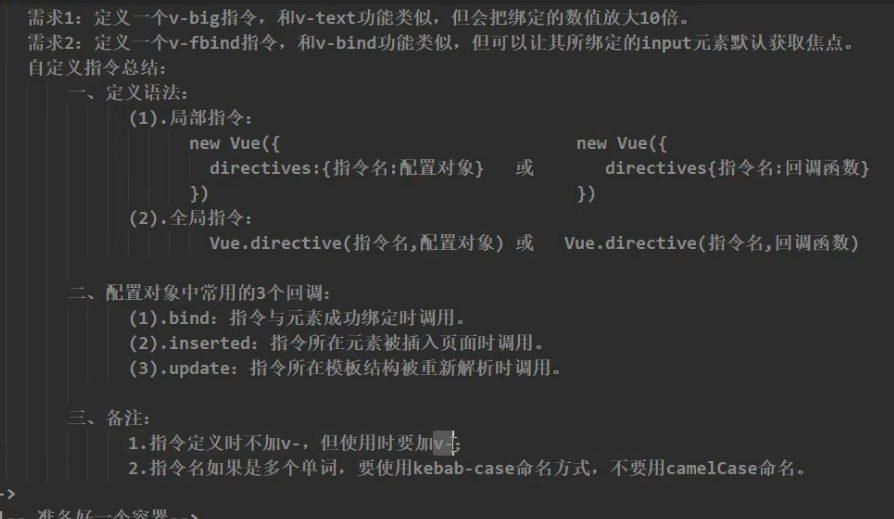 需求1：定义一个v-big指令，和v-text功能类似，但会把绑定的数值放大10倍。
需求2：定义一个v-fbind指令，和v-bind功能类似，但可以让其所绑定的input元素默认获取焦点。
自定义指令总结：
一、定义语法：
(1).局部指令：
new Vue({ new Vue({
directives:{指令名:配置对象} 或 directives{指令名:回调函数}
}) })
(2).全局指令：
Vue.directive(指令名,配置对象) 或 Vue.directive(指令名,回调函数)
二、配置对象中常用的3个回调：
(1).bind：指令与元素成功绑定时调用。
(2).inserted：指令所在元素被插入页面时调用。
(3).update：指令所在模板结构被重新解析时调用。
三、备注：
1.指令定义时不加v-，但使用时要加v-；
2.指令名如果是多个单词，要使用kebab-case命名方式，不要用camelCase命名。
->
准备好一个容器-->